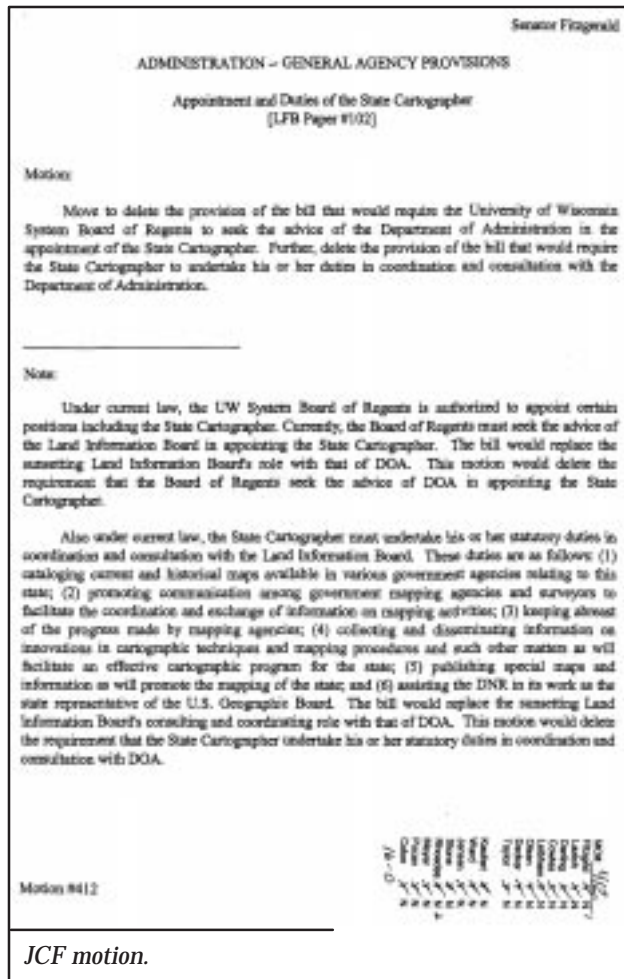 Senator Fitzgerald
ADMINISTRATION -- GENERAL AGENCY PROVISIONS
Appointment and Duties of the State Cartographer
[LFB Paper #102]
Motion:
Move to delete the provision of the bill that would require the University of Wisconsin
System Board of Regents to seek the advice of the Department of Administration in the
appointment of the State Cartographer. Further, delete the provision of the bill that would require
the State Cartographer to undertake his or her duties in coordination and consultation with the
Department of Administration.
Note:
Under current law, the UW System Board of Regents is authorized to appoint certain
positions including the State Cartographer. Currently, the Board of Regents must seek the advice of
the Land Information Board in appointing the State Cartographer. The bill would replace the
sunsetting Land Information Board's role with that of DOA. This motion would delete the
requirement that the Board of Regents seek the advice of DOA in appointing the State
Cartographer.
Also under current law, the State Cartographer must undertake his or her statutory duties in
coordination and consultation with the Land Information Board. These duties are as follows: (1)
cataloging current and historical maps available in various government agencies relating to this
state; (2) promoting communication among government mapping agencies and surveyors to
facilitate the coordination and exchange of information on mapping activities; (3) keeping abreast
of the progress made by mapping agencies; (4) collecting and disseminating information on
innovations in cartographic techniques and mapping procedures and such other matters as will
facilitate an effective cartographic program for the state; (5) publishing special maps and
information as will promote the mapping of the state; and (6) assisting the DNR in its work as the
state representative of the U.S. Geographic Board. The bill would replace the sunsetting Land
Information Board's consulting and coordinating role with that of DOA. This motion would delete
the requirement that the State Cartographer undertake his or her statutory duties in coordination and
consultation with DOA.
Motion #412
JCF motion.